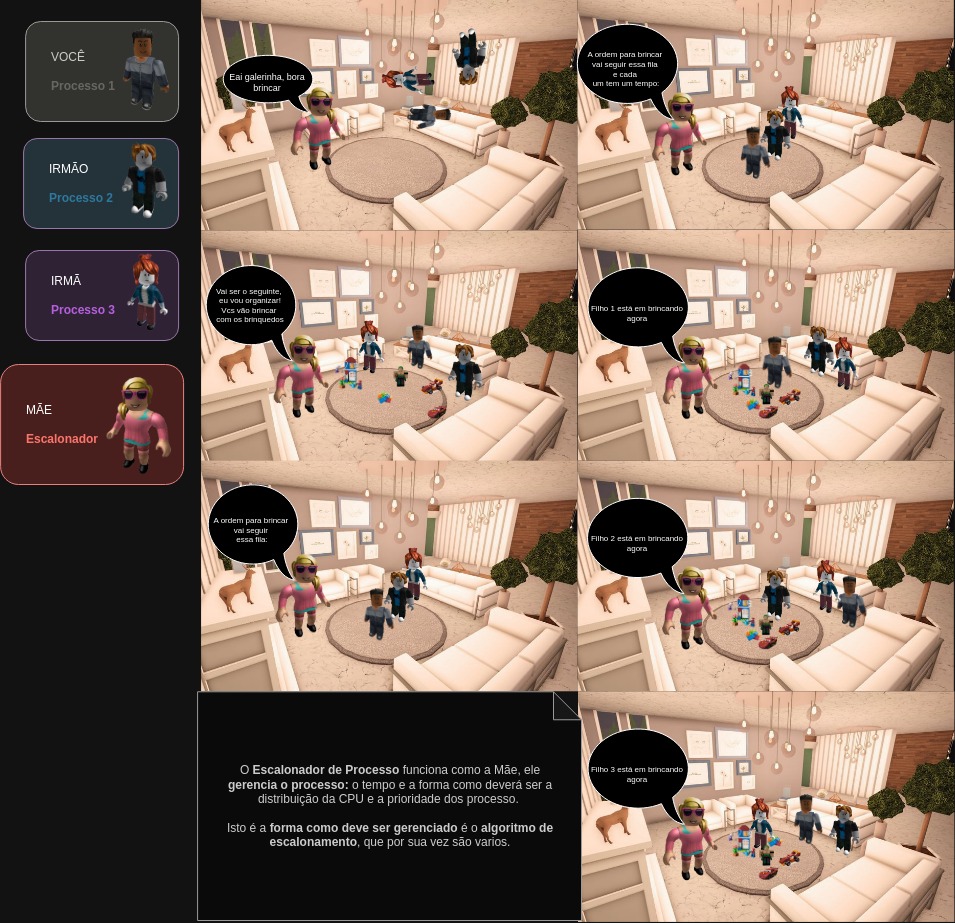 VOCÊ
Processo 1
IRMÃO
Processo 2
IRMÃ
Processo 3
MÃE
Escalonador
Eai galerinha, bora
brincar
Vai ser o seguinte,
eu vou organizar!
Vcs vão brincar
com os brinquedos
A ordem para brincar
vai seguir
essa fila:
A ordem para brincar
vai seguir essa fila
e cada
um tem um tempo:
Filho 1 está em brincando
agora
Filho 2 está em brincando
agora
Filho 3 está em brincando
agora
O Escalonador de Processo funciona como a Mãe, ele
gerencia o processo: o tempo e a forma como deverá ser a
distribuição da CPU e a prioridade dos processo.
Isto é a forma como deve ser gerenciado é o algoritmo de
escalonamento, que por sua vez são varios.